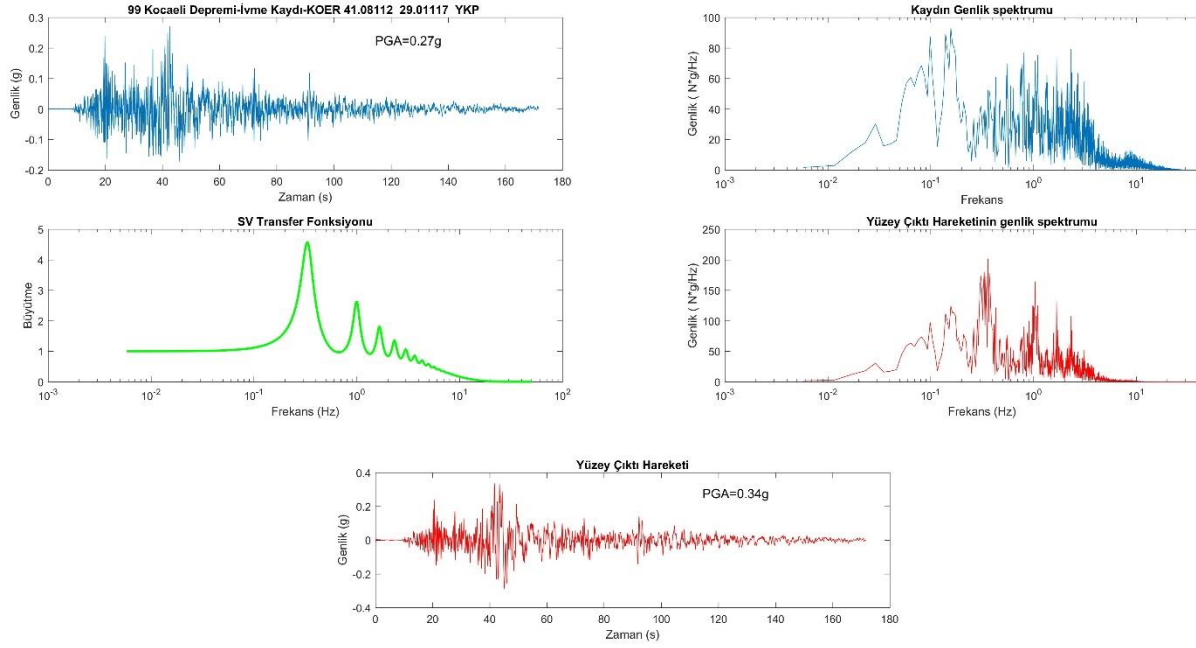 99 Kocaeli Depremi-İvme Kaydı-KOER 41.08112 29.01117 YKP
PGA=0.27g
Genlik (g)
0.3
0.2
0.1
0
-0.1
-0.2
0 20 40 60 80 100 120 140 160 180
Zaman (s)
Kaydın Genlik spektrumu
Genlik ( N*g/Hz)
100
80
60
40
20
0
10-3 10-2 10-1 100 101
Frekans
SV Transfer Fonksiyonu
Büyütme
5
4
3
2
1
0
10-3 10-2 10-1 100 101 102
Frekans (Hz)
Yüzey Çıktı Hareketinin genlik spektrumu
Genlik ( N*g/Hz)
250
200
150
100
50
0
10-3 10-2 10-1 100 101
Frekans (Hz)
Yüzey Çıktı Hareketi
PGA=0.34g
Genlik (g)
0.4
0.2
0
-0.2
-0.4
0 20 40 60 80 100 120 140 160 180
Zaman (s)